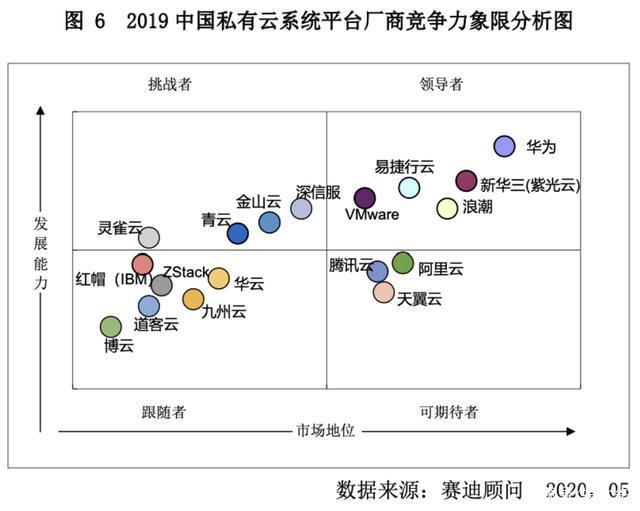 图 6 2019 中国私有云系统平台厂商竞争力象限分析图
挑战者
领导者
华为
易捷行云
新华三(紫光云)
深信服
金山云
VMware
浪潮
青云
灵雀云
发展能力
红帽（IBM)
ZStack
华云
腾讯云
阿里云
天翼云
九州云
道客云
博云
跟随者
可期待者
市场地位
数据来源：赛迪顾问 2020，05